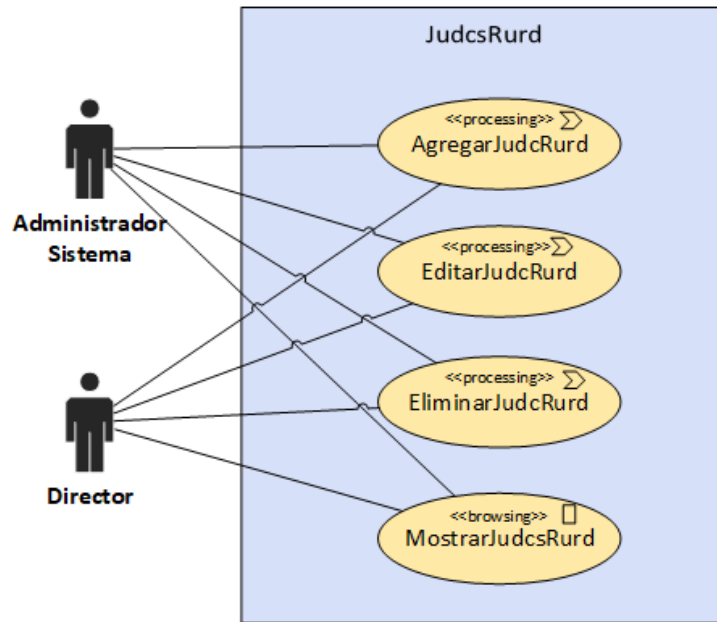 JudcsRurd
<<processing>>
AgregarJudcRurd
Administrador
Sistema
<<processing>>
EditarJudcRurd
<<processing>>
EliminarJudcRurd
Director
<<browsing>>
MostrarJudcsRurd